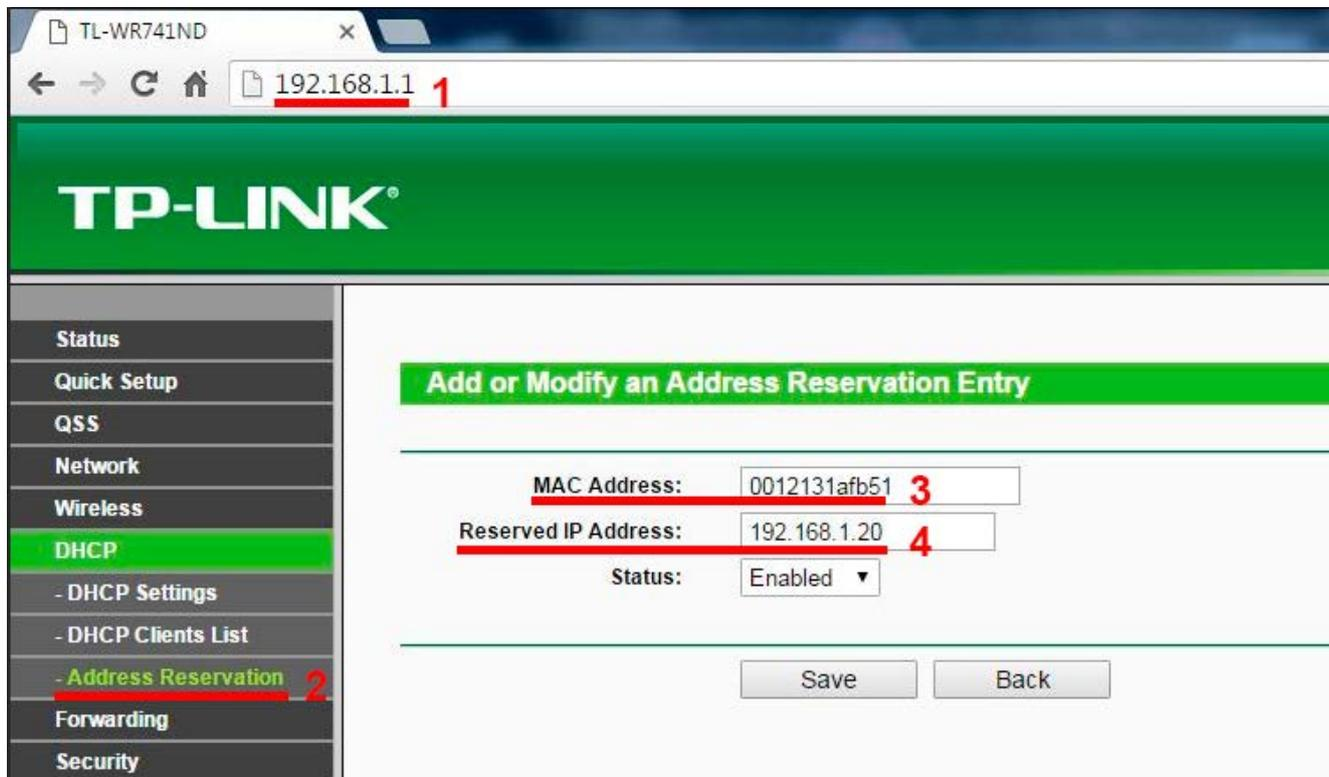 TL-WR741ND
192.168.1.1 1
TP-LINK®
Status
Quick Setup
QSS
Network
Wireless
DHCP
- DHCP Settings
- DHCP Clients List
- Address Reservation 2
Forwarding
Security
Add or Modify an Address Reservation Entry
MAC Address: 0012131afb51 3
Reserved IP Address: 192.168.1.20 4
Status: Enabled
Save Back